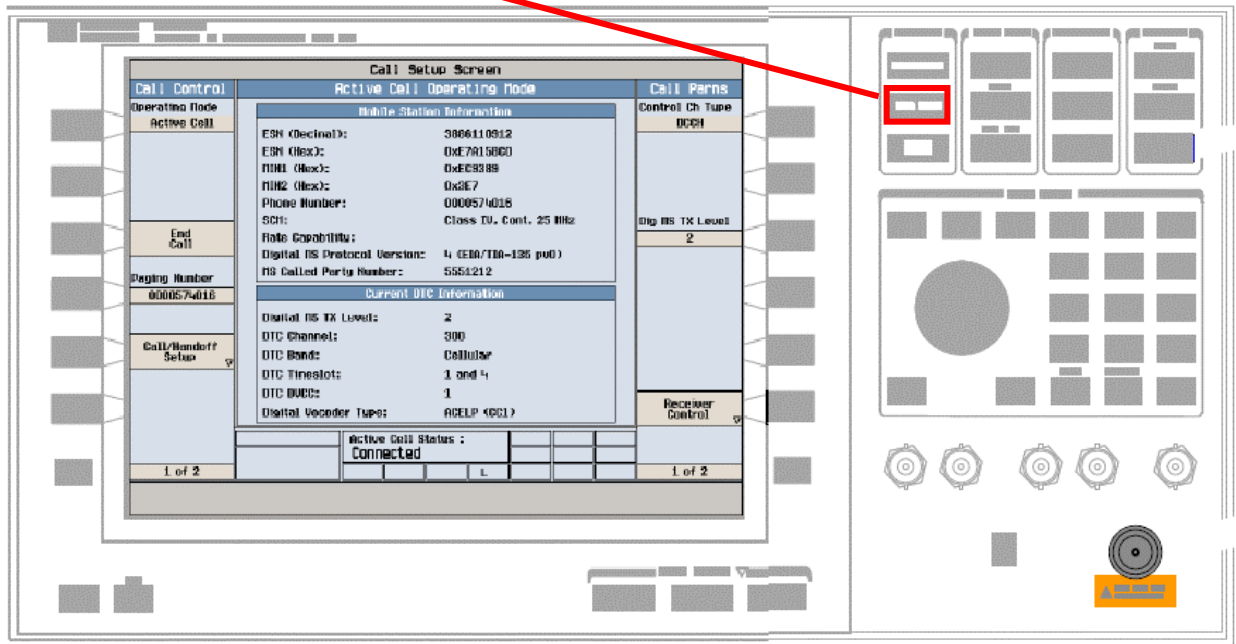 Call Setup Screen
Call Control
Active Cell Operating Mode
Call Parms
Operating Mode
Active Cell
Mobile Station Information
Control Ch Type
DCCH
ESN (Decimal):
ESN (Hex):
MIN1 (Hex): 0xEC9389
MIN2 (Hex): 0x3E7
Phone Number: 0000574016
SCM: Class IV. Cont. 25 MHz
Dig MS TX Level
2
End
Call
Rate Capability:
Digital MS Protocol Version: 4 (EIA/TIA-136 pv0)
MS Called Party Number: 5551212
Paging Number
0000574016
Current DTC Information
Digital MS TX Level: 2
DTC Channel: 300
DTC Band: Cellular
DTC Timeslot: 1 and 4
DTC DVCC: 1
Digital Vocoder Type: ACELP (CC1)
Call/Handoff
Setup
Receiver
Control
Active Cell Status :
Connected
L
1 of 2
1 of 2